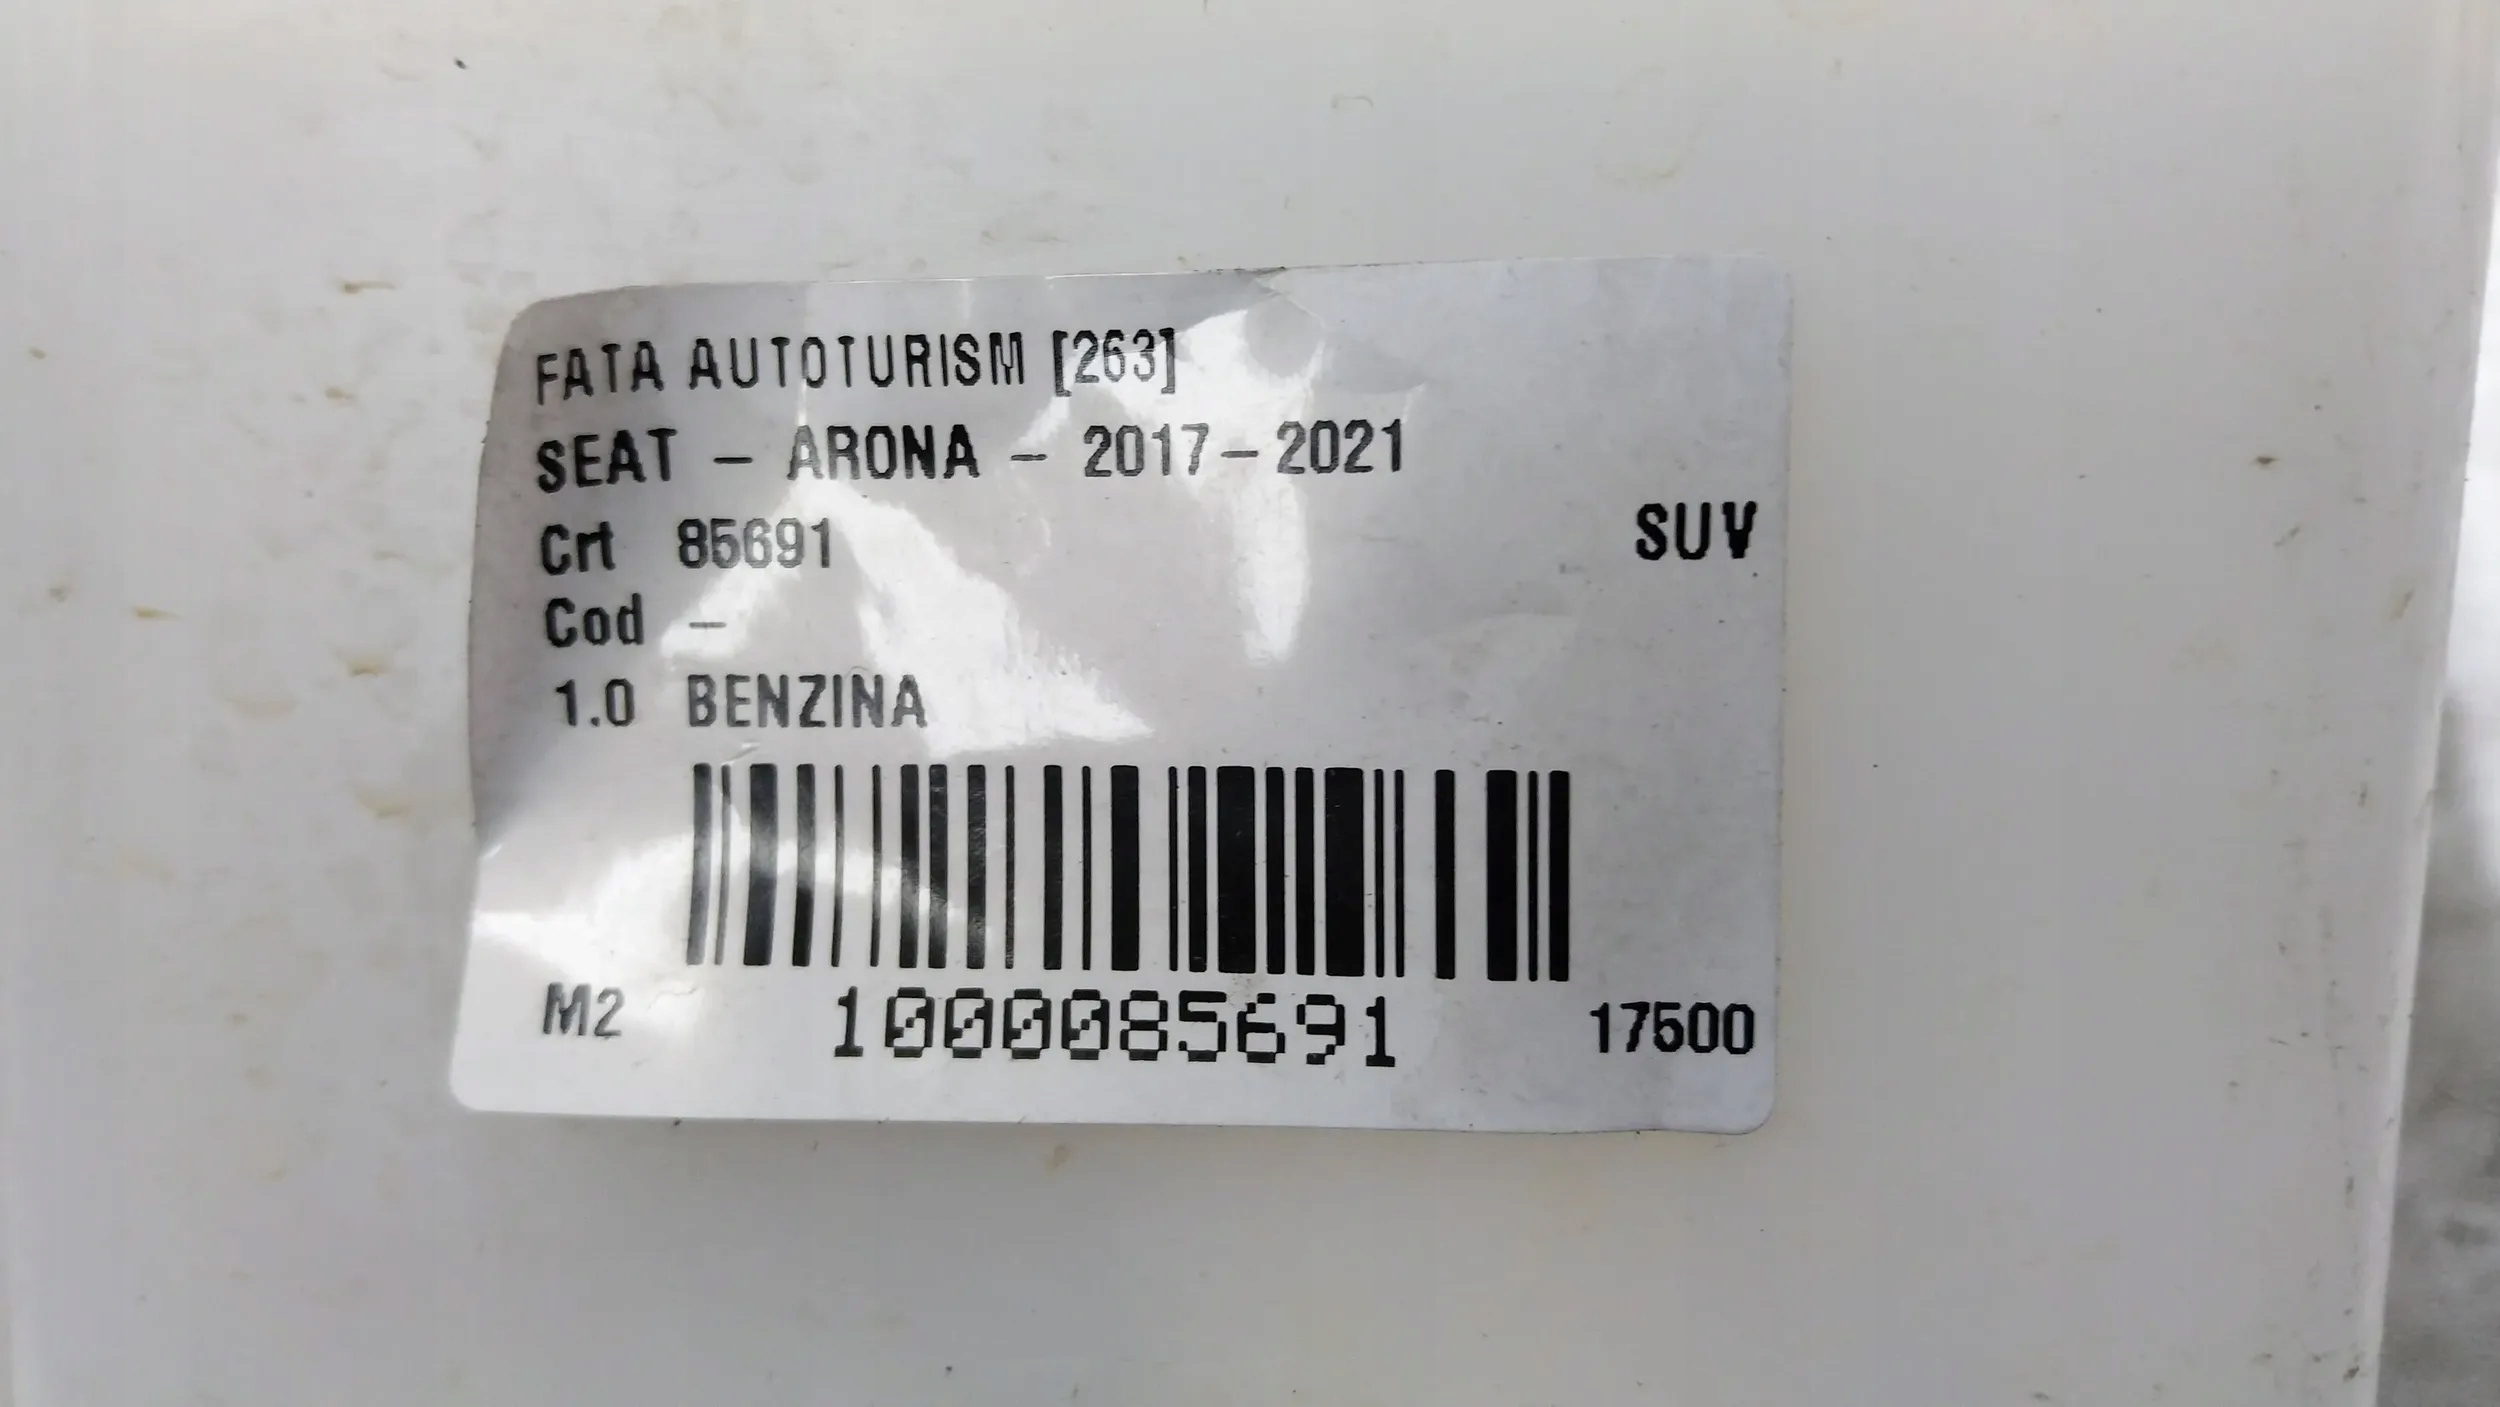 FATA AUTOTURISM [263]
SEAT - ARONA - 2017-2021
Crt 85691
SUV
Cod -
1.0 BENZINA
M2
1000085691
17500